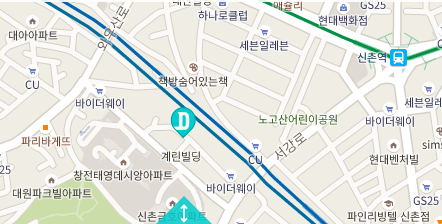 애플리
하나로클럽
GS25
현대백화점
대아아파트
와우산로
세븐일레븐
신촌역
책방숨어있는책
CU
바이더웨이
세븐일레
D
노고산어린이공원
바이더웨이
파리바게뜨
서강로
계린빌딩
CU
현대벤처빌
창전태영데시앙아파트
GS25
바이더웨이
대원파크빌아파트
파인리빙텔
신촌점